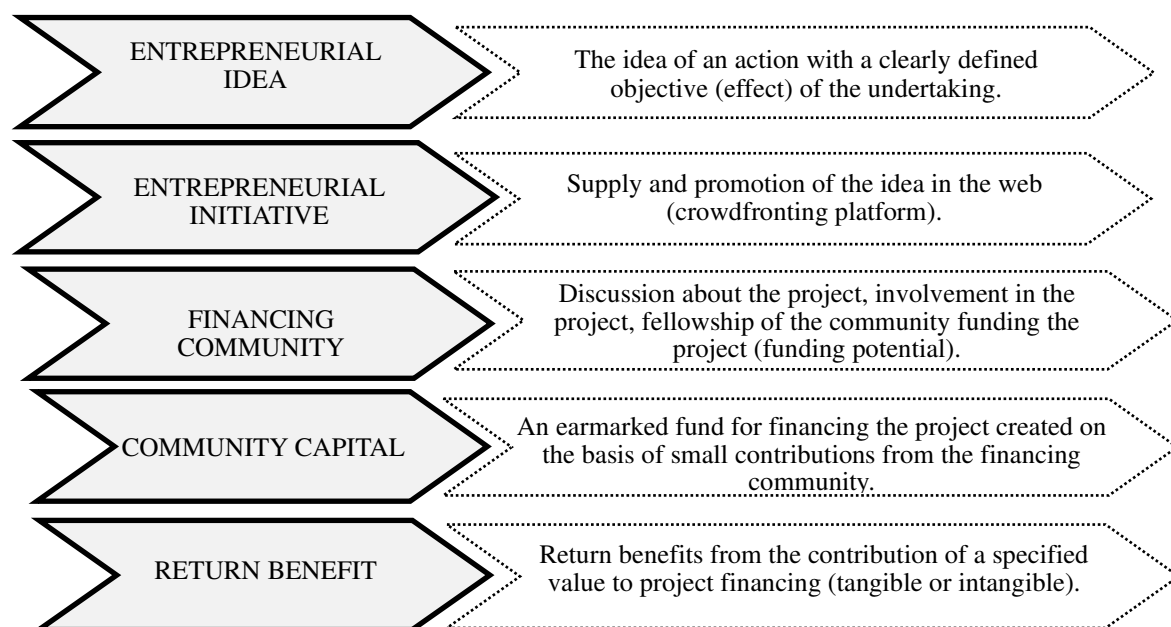 ENTREPRENEURIAL
IDEA
The idea of an action with a clearly defined
objective (effect) of the undertaking.
ENTREPRENEURIAL
INITIATIVE
Supply and promotion of the idea in the web
(crowdfronting platform).
FINANCING
COMMUNITY
Discussion about the project, involvement in the
project, fellowship of the community funding the
project (funding potential).
COMMUNITY CAPITAL
An earmarked fund for financing the project created on
the basis of small contributions from the financing
community.
RETURN BENEFIT
Return benefits from the contribution of a specified
value to project financing (tangible or intangible).